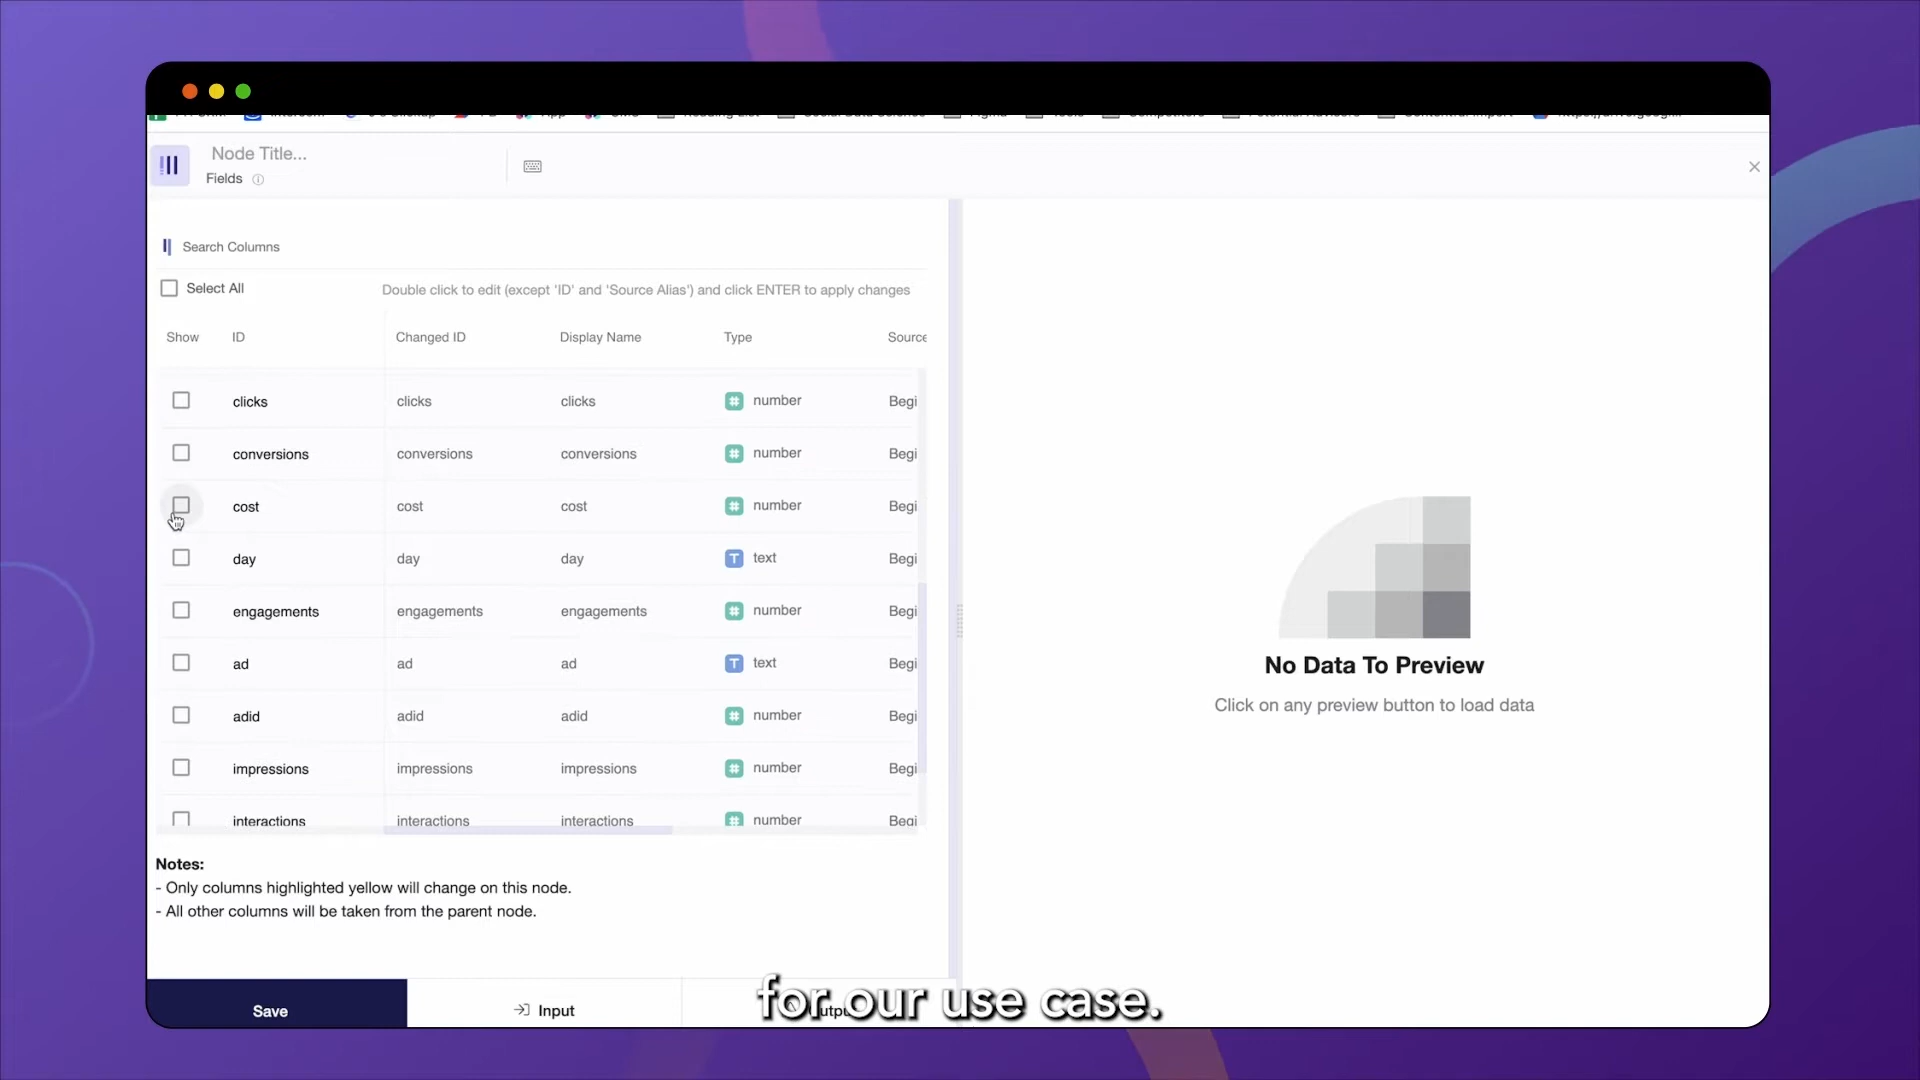 Node Title...
Fields
Search Columns
Select All
Double click to edit (except 'ID' and 'Source Alias') and click ENTER to apply changes
Show ID Changed ID Display Name Type Source
clicks clicks clicks # number Begi
conversions conversions conversions # number Begi
cost cost cost # number Begi
day day day T text Begi
engagements engagements engagements # number Begi
ad ad ad T text Begi
adid adid adid # number Begi
impressions impressions impressions # number Begi
interactions interactions interactions # number Begi
No Data To Preview
Click on any preview button to load data
Notes:
- Only columns highlighted yellow will change on this node.
- All other columns will be taken from the parent node.
Save Input
for our use case.